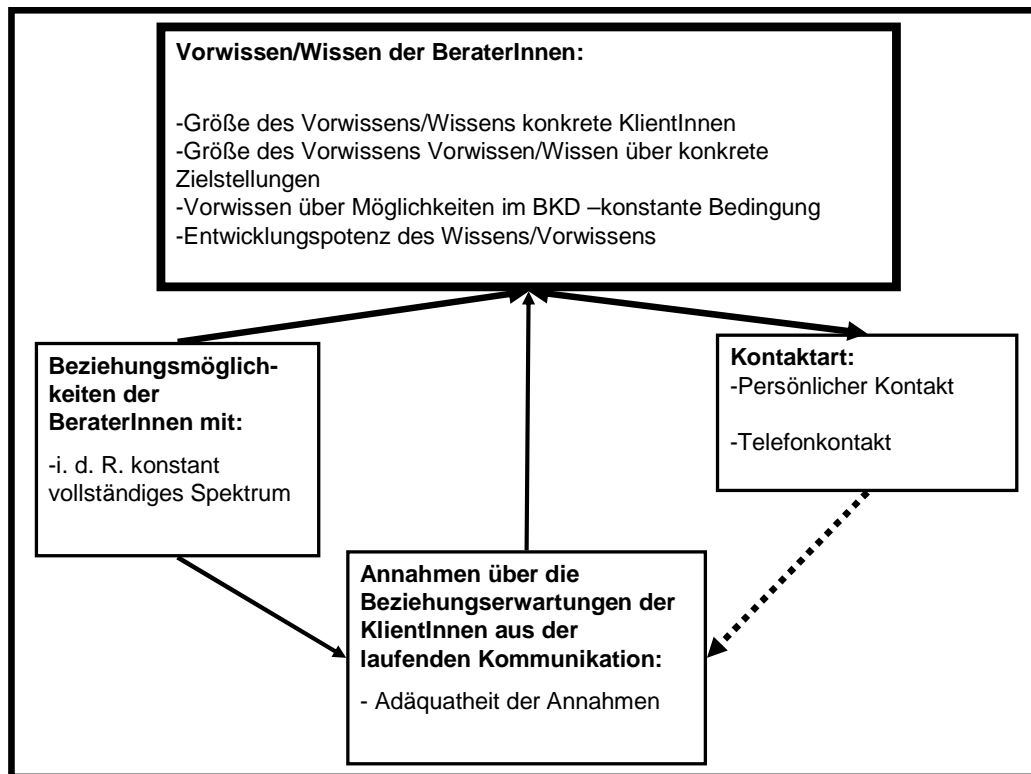 Vorwissen/Wissen der BeraterInnen:
-Größe des Vorwissens/Wissens konkrete KlientInnen
-Größe des Vorwissens Vorwissen/Wissen über konkrete
Zielstellungen
-Vorwissen über Möglichkeiten im BKD –konstante Bedingung
-Entwicklungspotenz des Wissens/Vorwissens
Beziehungsmöglich-
keiten der
BeraterInnen mit:
-i. d. R. konstant
vollständiges Spektrum
Kontaktart:
-Persönlicher Kontakt
-Telefonkontakt
Annahmen über die
Beziehungserwartungen der
KlientInnen aus der
laufenden Kommunikation:
- Adäquatheit der Annahmen